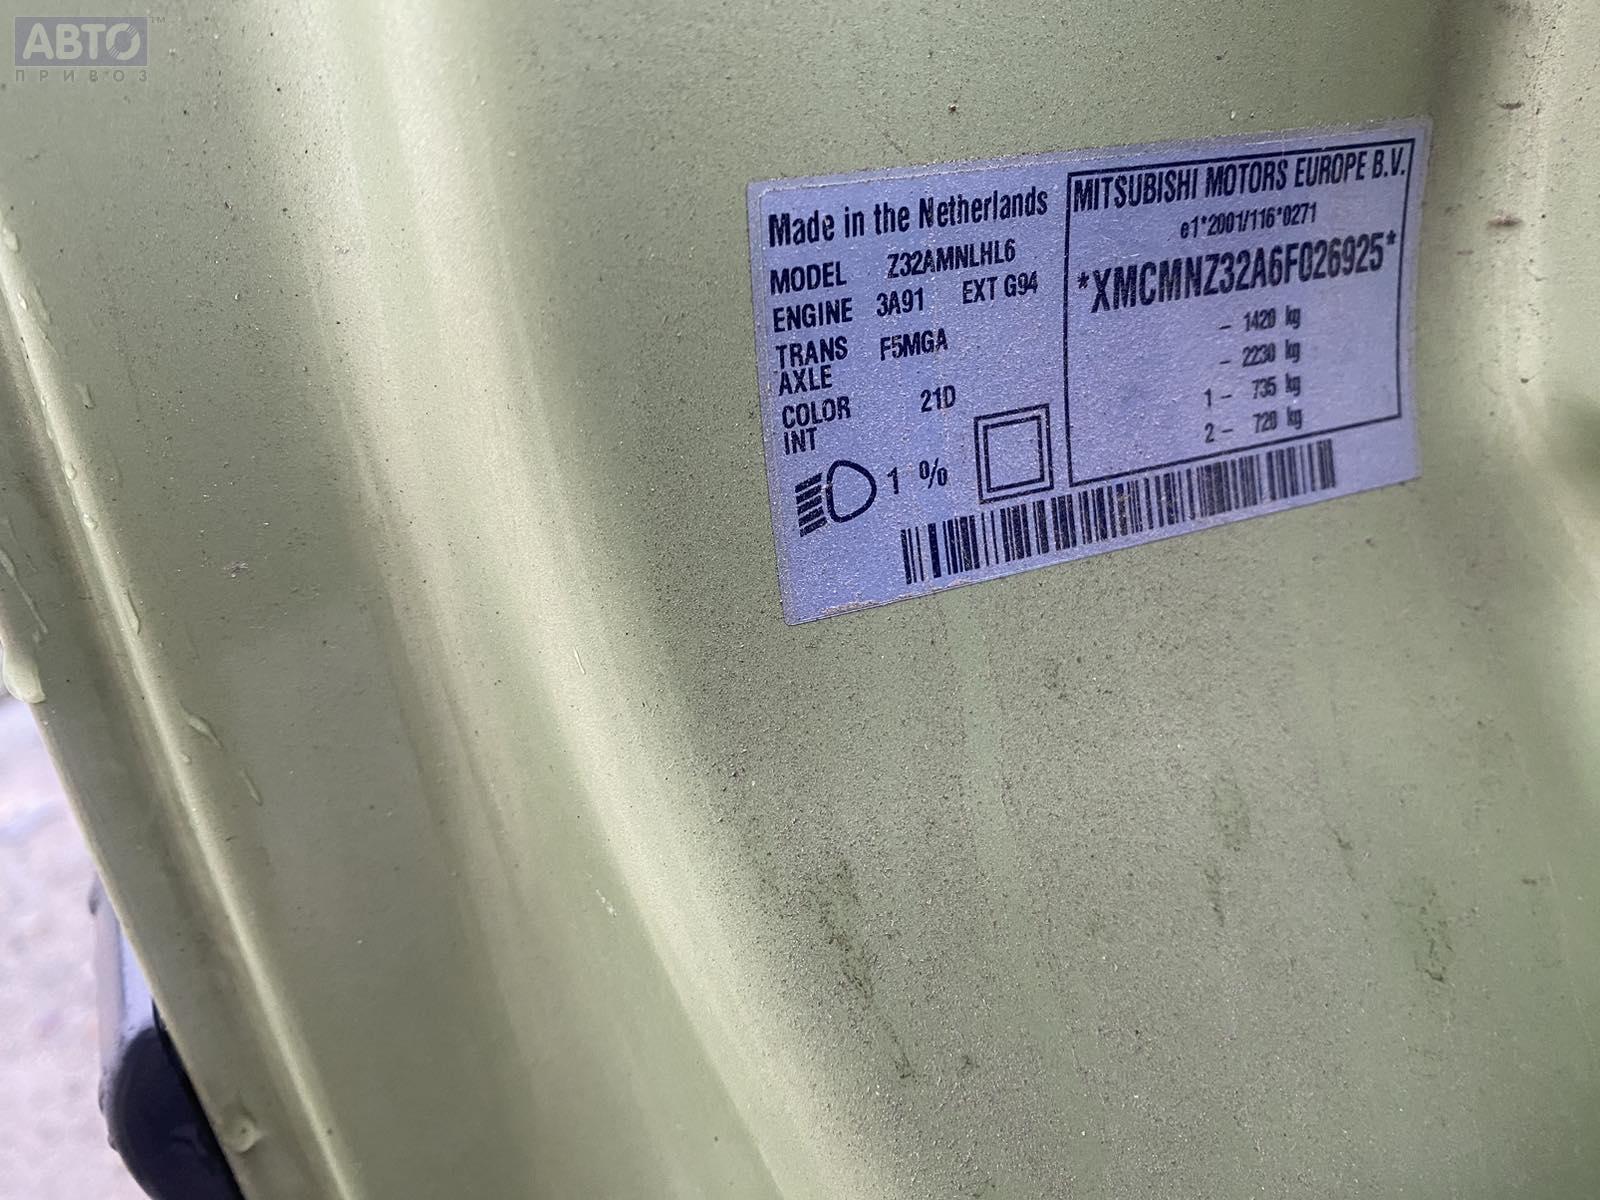 АВТО™
ПРИВОЗ
Made in the Netherlands
MODEL Z32AMNLHL6
ENGINE 3A91 EXT G94
TRANS F5MGA
AXLE
COLOR 21D
INT
1 %
MITSUBISHI MOTORS EUROPE B.V.
e1*2001/116*0271
*XMCMNZ32A6F026925*
- 1420 kg
- 2230 kg
1 - 735 kg
2 - 720 kg